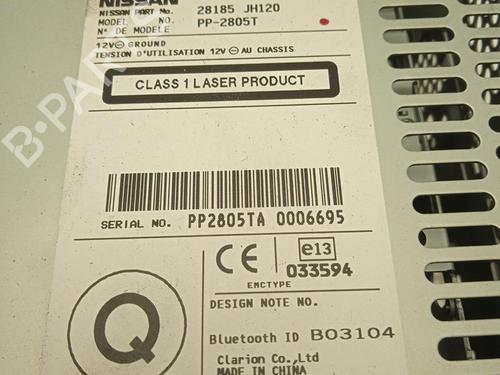 NISSAN
NISSAN PART No. 28185 JH120
MODEL NO. PP-2805T
N° DE MODELE
12V⊖ GROUND
TENSION D'UTILISATION 12V⊖ AU CHASSIS
CLASS 1 LASER PRODUCT
SERIAL NO. PP2805TA 0006695
CE e13
033594
EMCTYPE
DESIGN NOTE NO.
Q
Bluetooth ID B03104
Clarion Co.,Ltd
MADE IN CHINA
B-PARTS